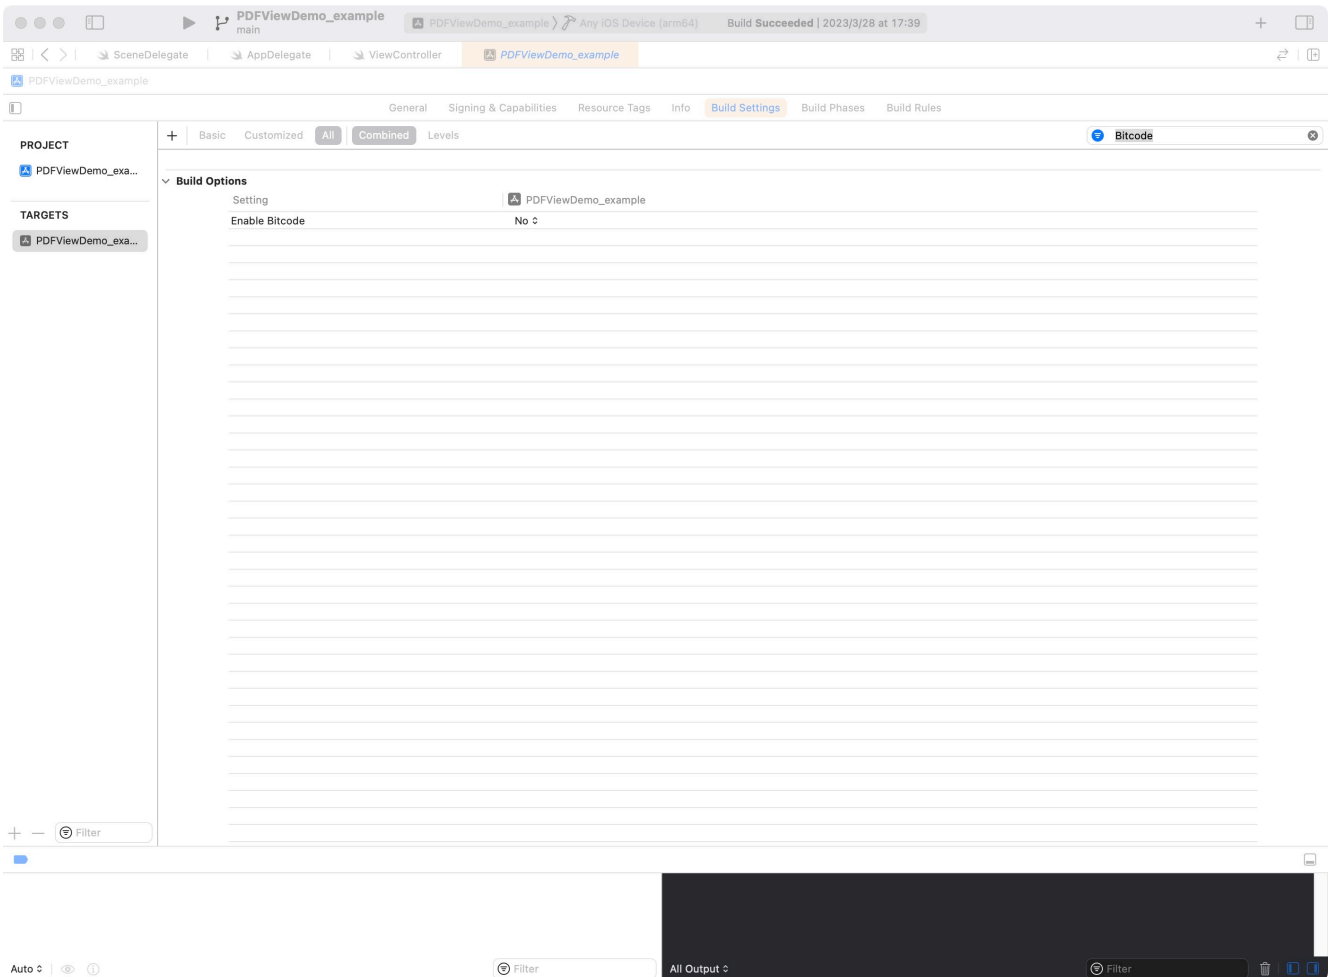 PDFViewDemo_example
main
PDFViewDemo_example 〉 Any iOS Device (arm64)
Build Succeeded | 2023/3/28 at 17:39
SceneDelegate
AppDelegate
ViewController
PDFViewDemo_example
PDFViewDemo_example
General
Signing & Capabilities
Resource Tags
Info
Build Settings
Build Phases
Build Rules
PROJECT
PDFViewDemo_exa...
TARGETS
PDFViewDemo_exa...
Basic
Customized
All
Combined
Levels
Bitcode
Build Options
Setting
PDFViewDemo_example
Enable Bitcode
No
Filter
Auto
Filter
All Output
Filter